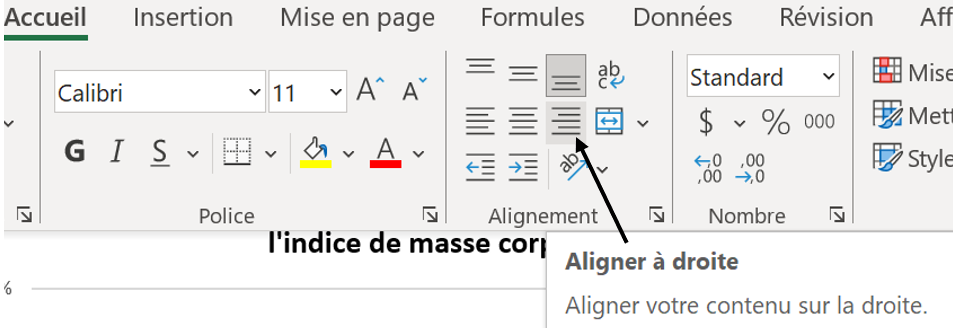 Accueil Insertion Mise en page Formules Données Révision Aff
Calibri 11 A A ab c Standard Mise
G I S A $ % 000 Mett
ab ,0 ,00 ,00 ,0 Style
Police Alignement Nombre
l'indice de masse corp
Aligner à droite
%
Aligner votre contenu sur la droite.